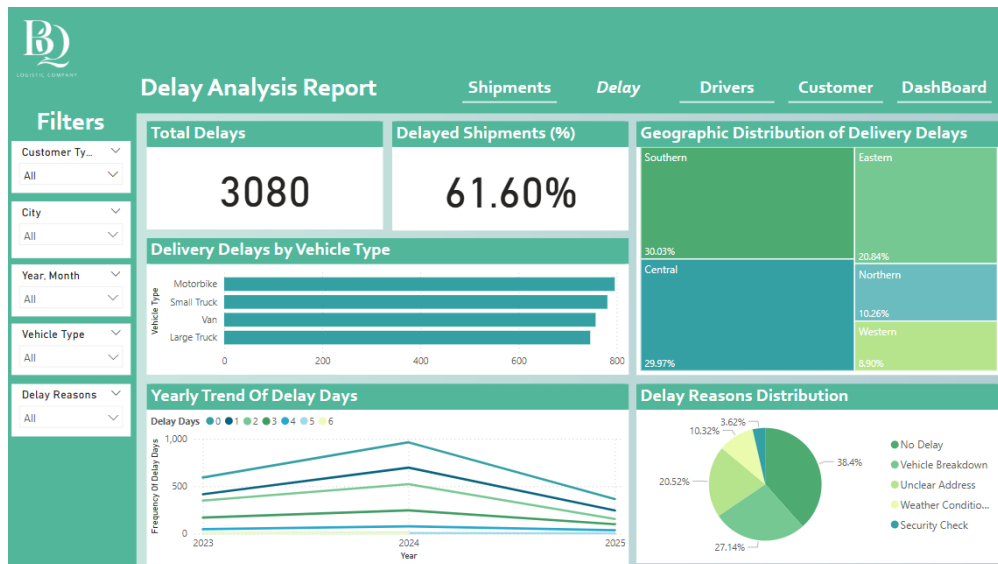 BQ
LOGISTIC COMPANY
Delay Analysis Report
Shipments
Delay
Drivers
Customer
DashBoard
Filters
Customer Ty...
All
City
All
Year, Month
All
Vehicle Type
All
Delay Reasons
All
Total Delays
3080
Delayed Shipments (%)
61.60%
Geographic Distribution of Delivery Delays
Southern
30.03%
Eastern
20.84%
Central
29.97%
Northern
10.26%
Western
8.90%
Delivery Delays by Vehicle Type
Vehicle Type
Motorbike
Small Truck
Van
Large Truck
0 200 400 600 800
Yearly Trend Of Delay Days
Delay Days 0 1 2 3 4 5 6
Frequency Of Delay Days
1,000
500
0
2023 2024 2025
Year
Delay Reasons Distribution
3.62%
10.32%
20.52%
27.14%
38.4%
No Delay
Vehicle Breakdown
Unclear Address
Weather Conditio...
Security Check